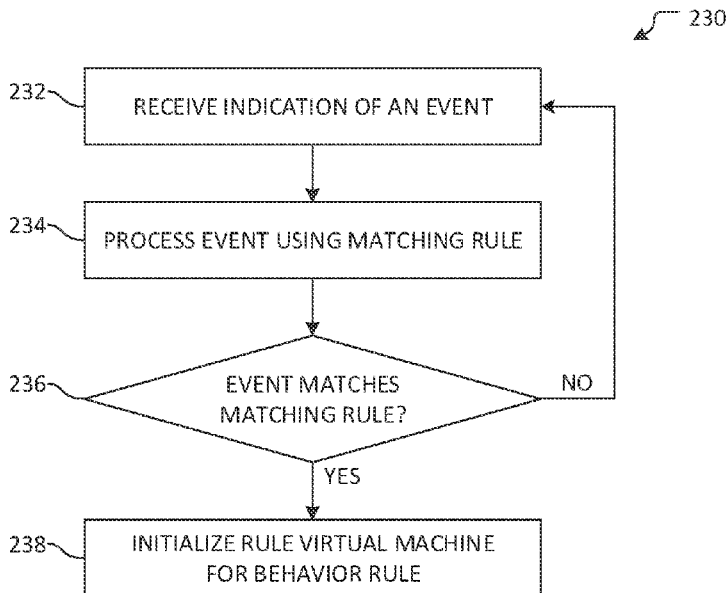 230
232
RECEIVE INDICATION OF AN EVENT
234
PROCESS EVENT USING MATCHING RULE
236
EVENT MATCHES
MATCHING RULE?
NO
YES
238
INITIALIZE RULE VIRTUAL MACHINE
FOR BEHAVIOR RULE